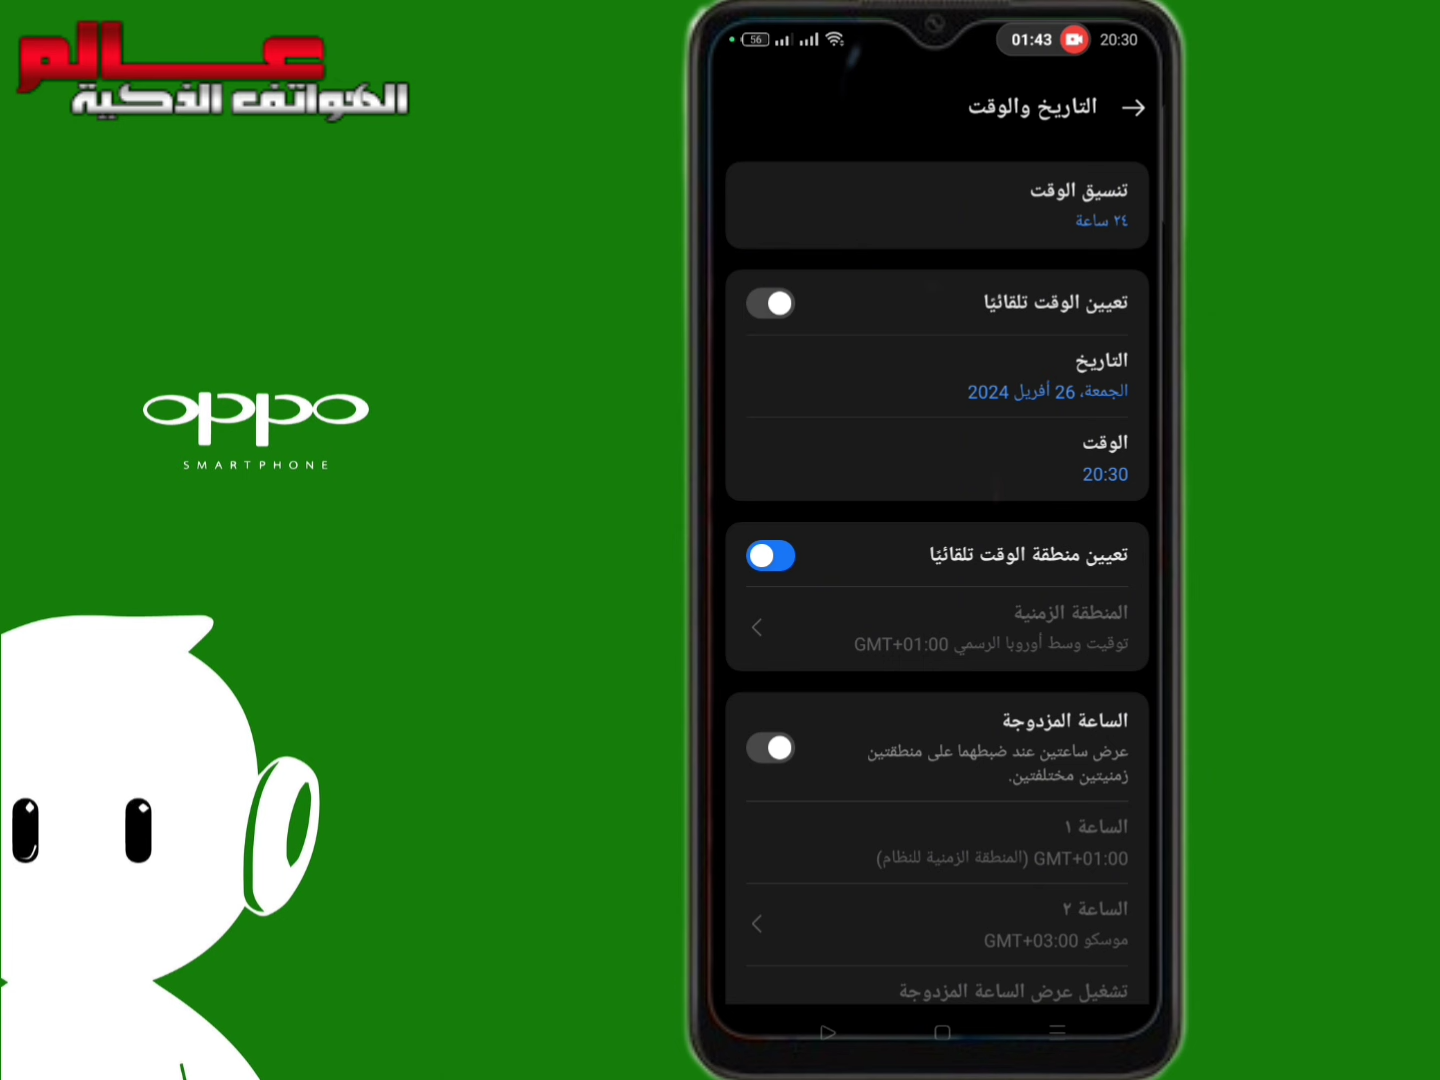 عالم
الهواتف الذكية
oppo
SMARTPHONE
56
01:43
20:30
التاريخ والوقت
تنسيق الوقت
٢٤ ساعة
تعيين الوقت تلقائيًا
التاريخ
الجمعة، 26 أفريل 2024
الوقت
20:30
تعيين منطقة الوقت تلقائيًا
المنطقة الزمنية
توقيت وسط أوروبا الرسمي GMT+01:00
الساعة المزدوجة
عرض ساعتين عند ضبطهما على منطقتين
زمنيتين مختلفتين.
الساعة ١
GMT+01:00 (المنطقة الزمنية للنظام)
الساعة ٢
موسكو GMT+03:00
تشغيل عرض الساعة المزدوجة